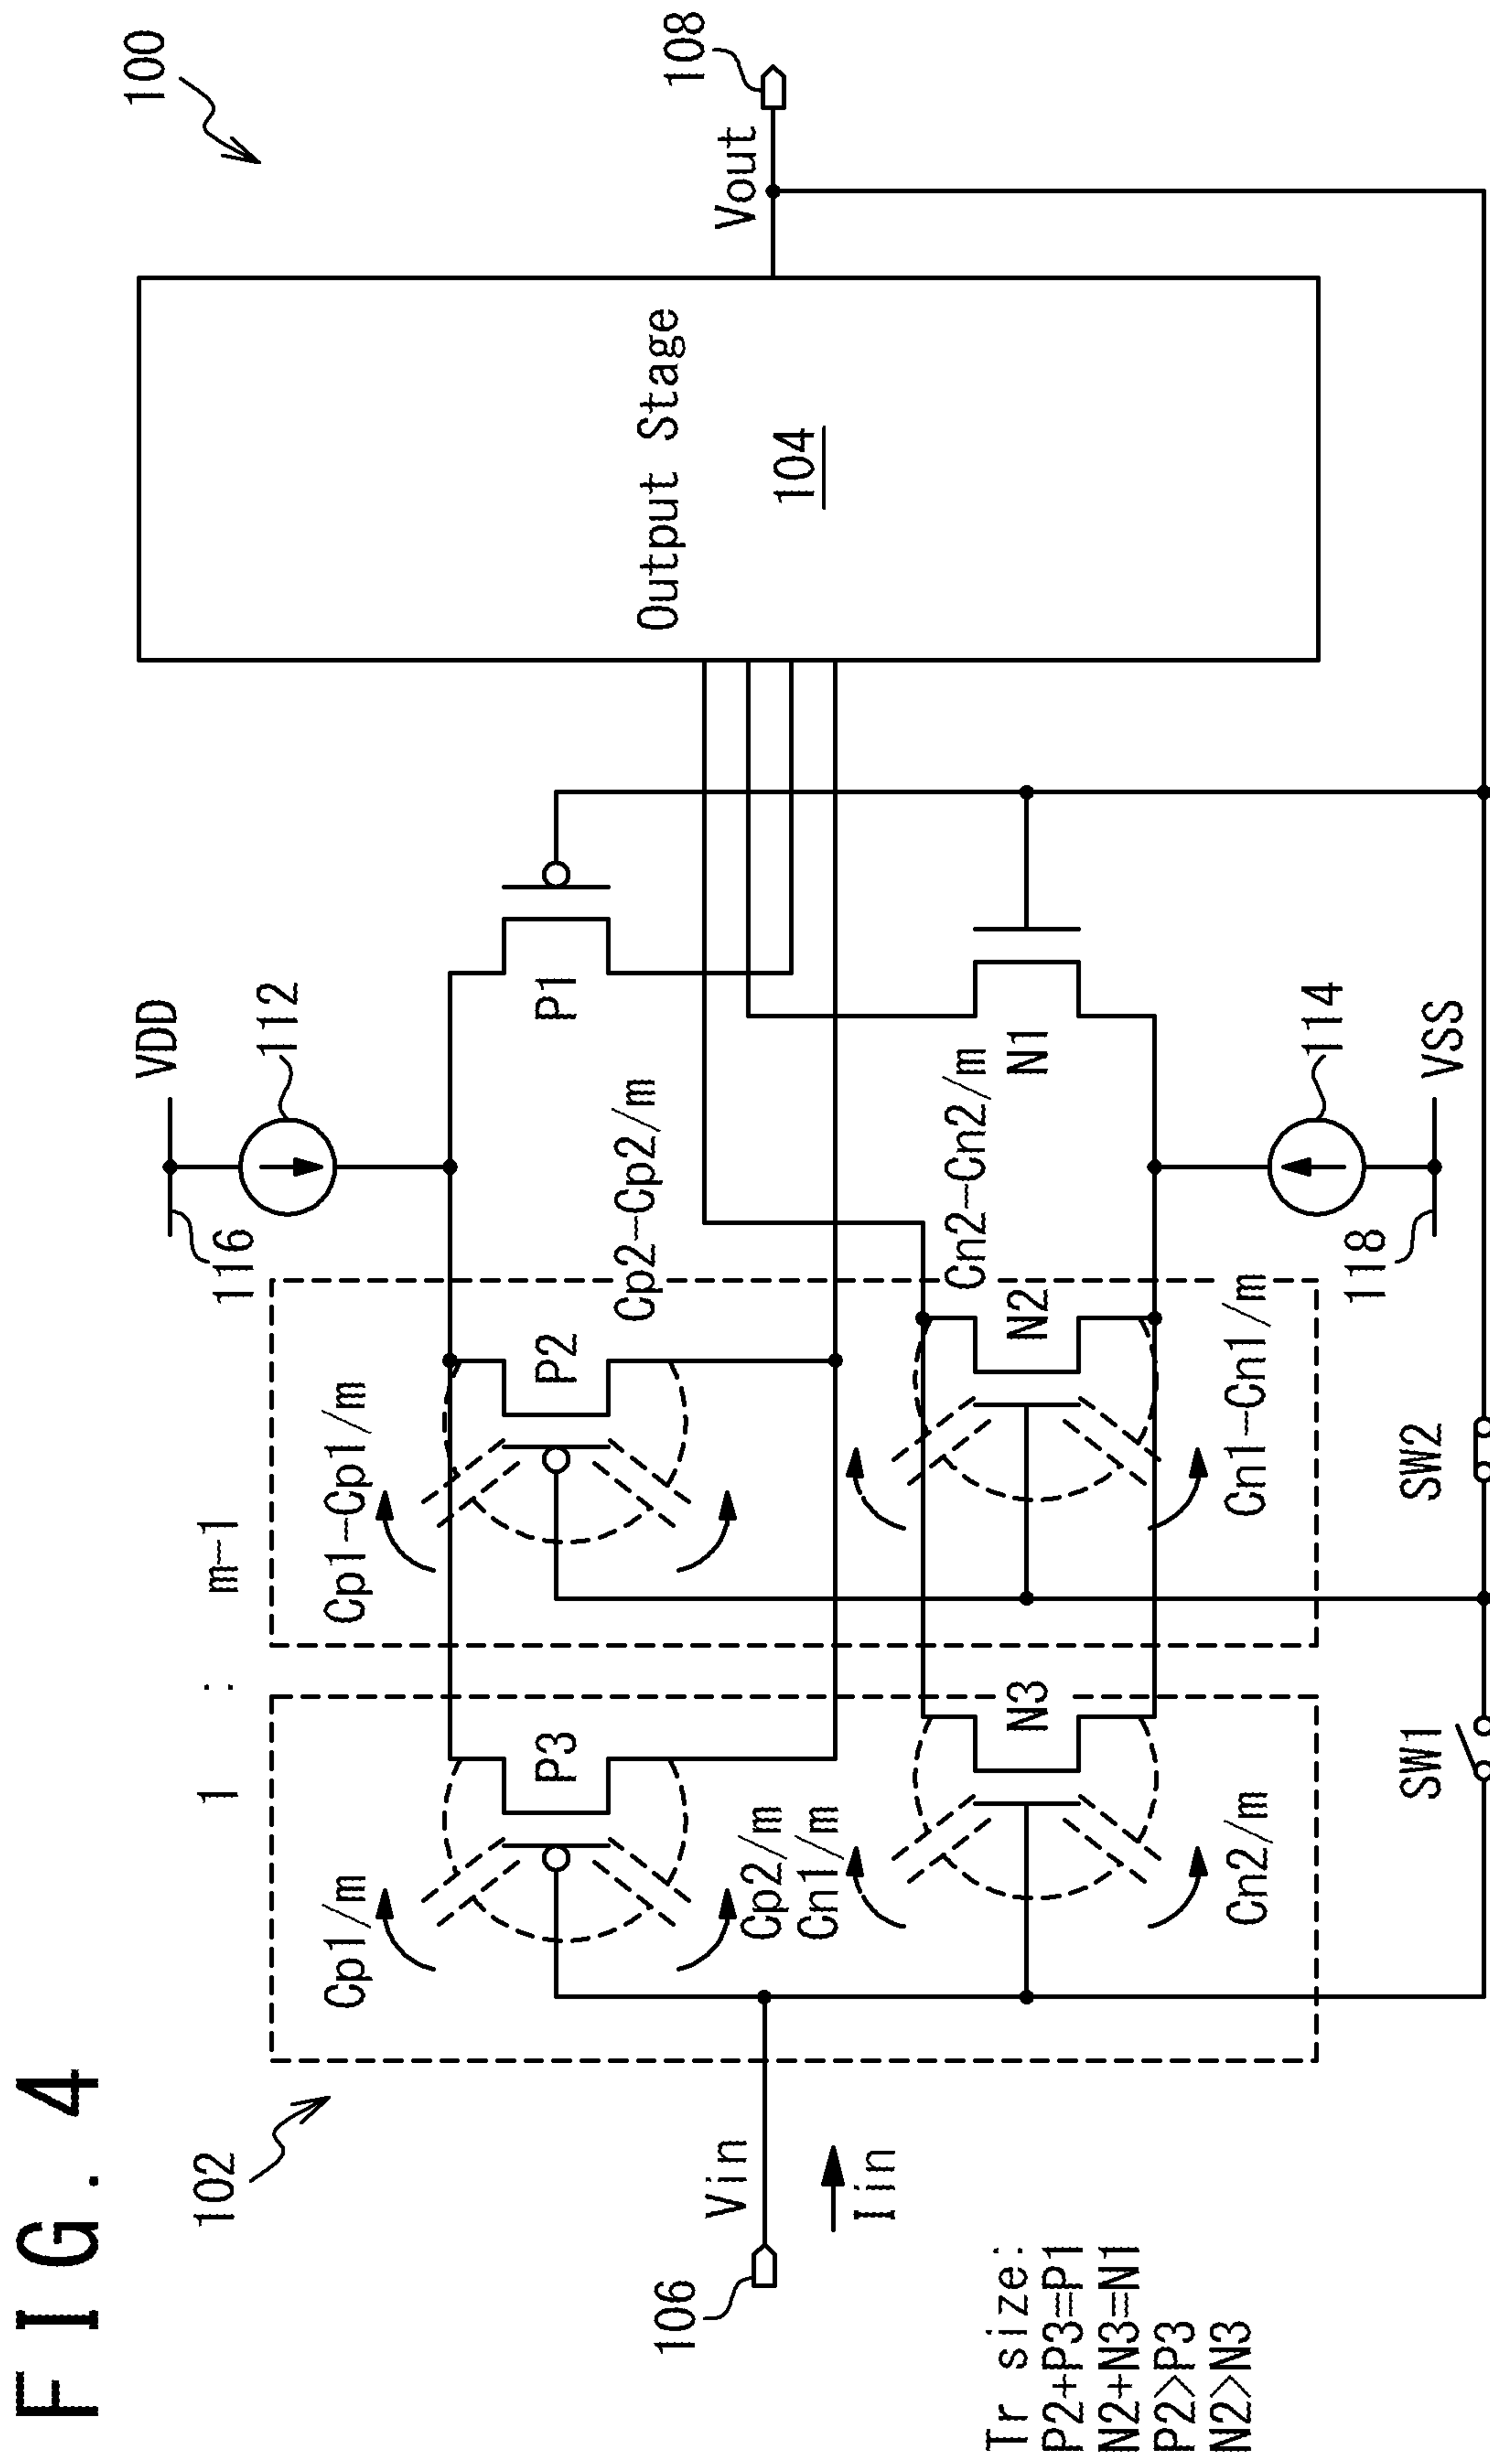 FIG. 4
100
102
1 : m-1
VDD
116
112
Cp1/m
Cp1-Cp1/m
P3
P2
P1
Cp2-Cp2/m
Output Stage
104
Vin
106
Iin
Cp2/m
Cn1/m
Vout
108
Cn2-Cn2/m
N3
N2
N1
Cn2/m
Cn1-Cn1/m
114
118
VSS
SW1
SW2
Tr size:
P2+P3=P1
N2+N3=N1
P2>P3
N2>N3